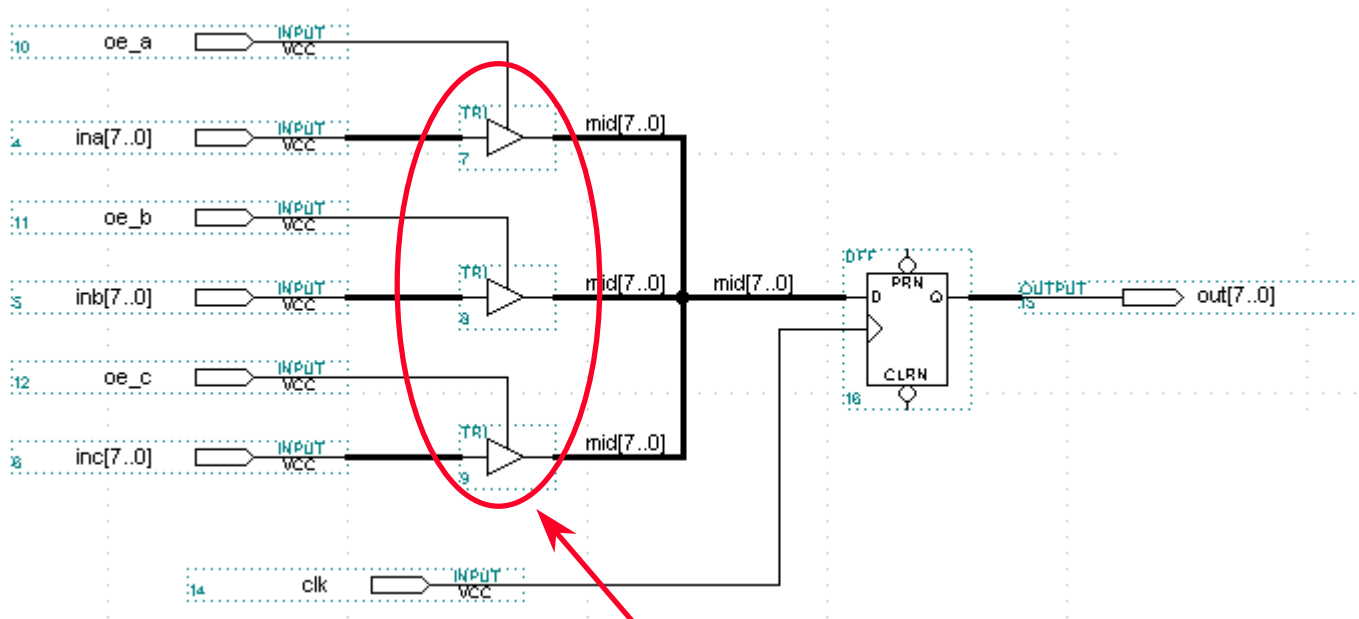 10 oe_a INPUT VCC
4 ina[7..0] INPUT VCC TRI 7 mid[7..0]
11 oe_b INPUT VCC
5 inb[7..0] INPUT VCC TRI 8 mid[7..0] mid[7..0] DFF PRN D Q CLRN 16 OUTPUT 15 out[7..0]
12 oe_c INPUT VCC
6 inc[7..0] INPUT VCC TRI 9 mid[7..0]
14 clk INPUT VCC